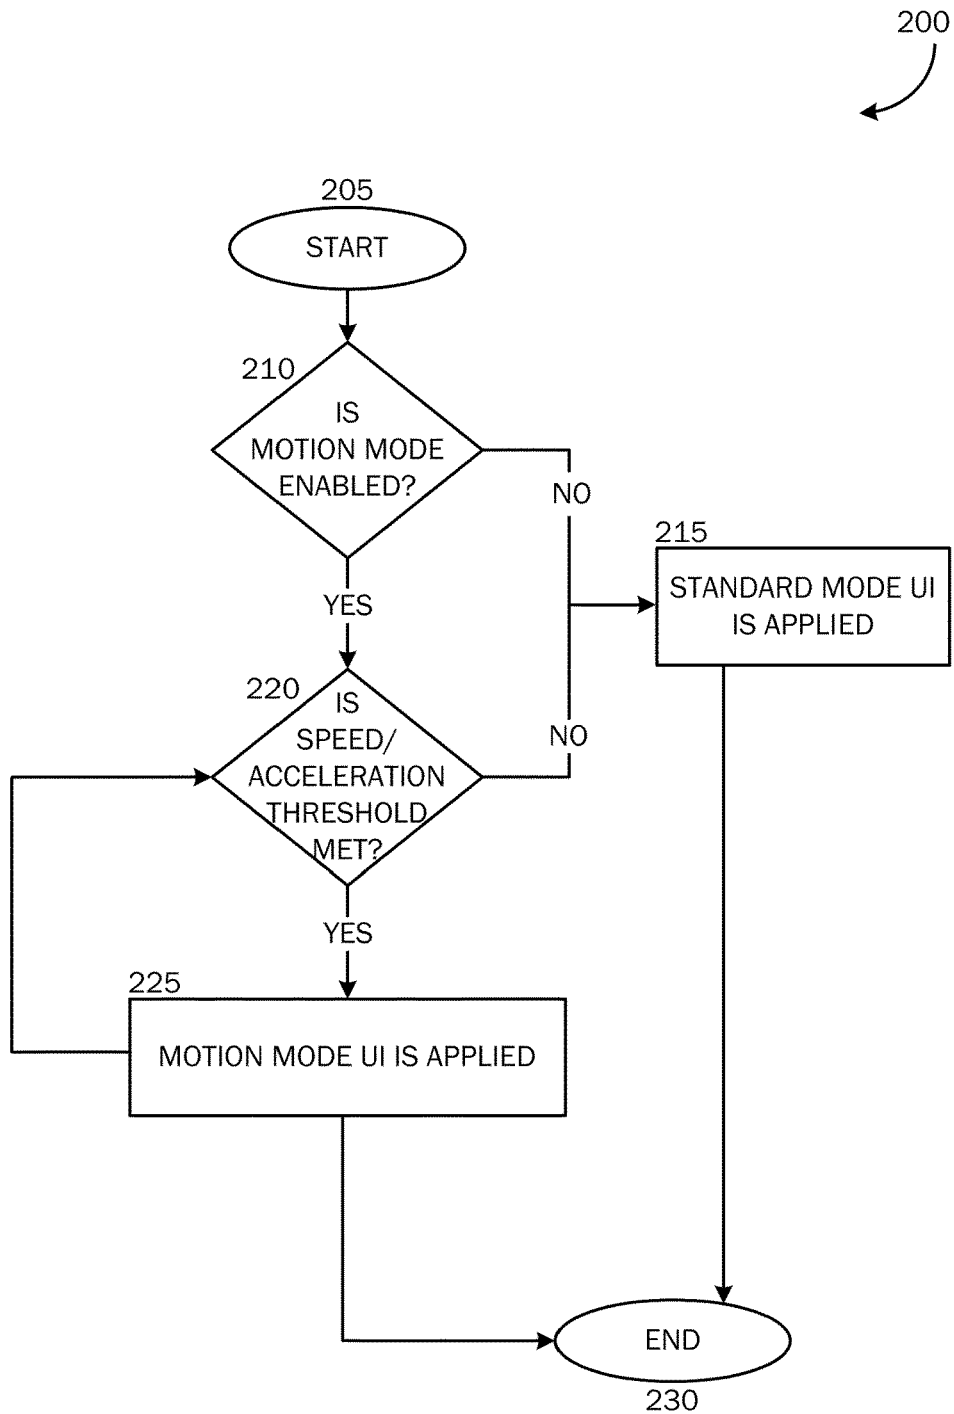 200
205
START
210
IS
MOTION MODE
ENABLED?
NO
215
STANDARD MODE UI
IS APPLIED
YES
220
IS
SPEED/
ACCELERATION
THRESHOLD
MET?
NO
YES
225
MOTION MODE UI IS APPLIED
END
230